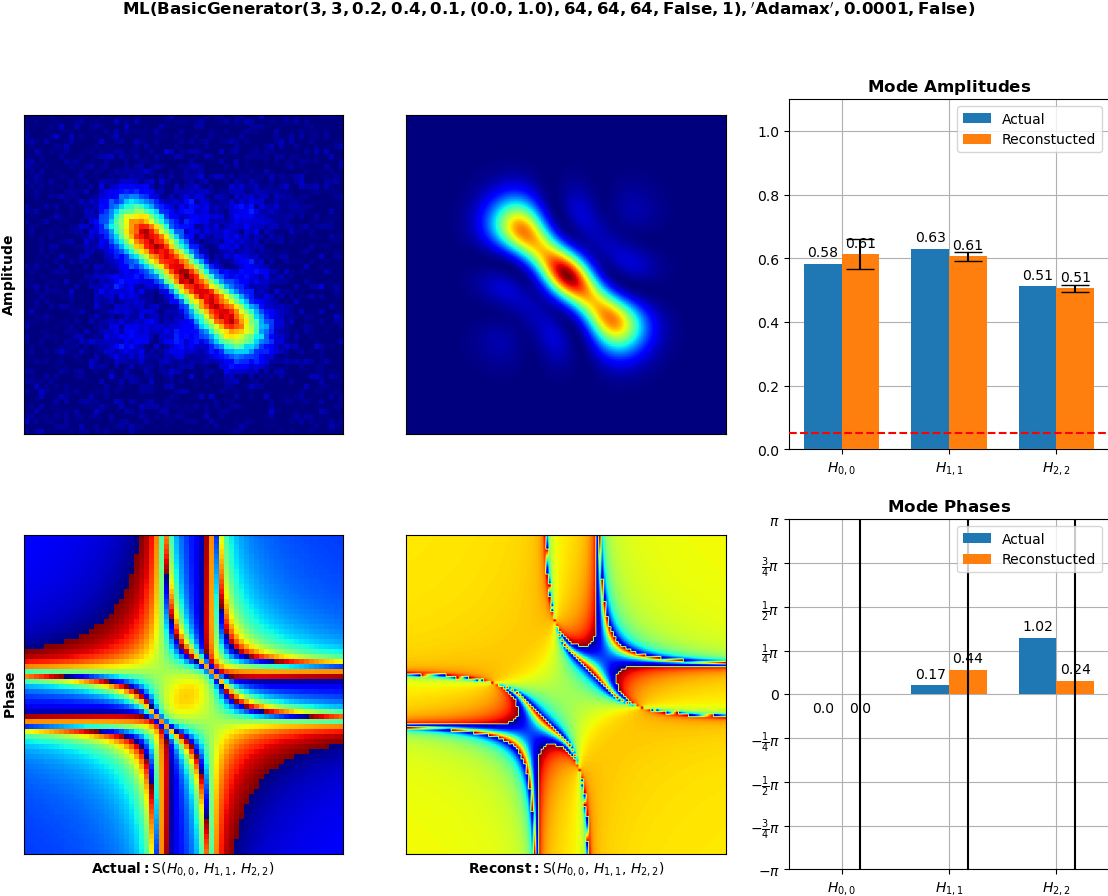 ML(BasicGenerator(3, 3, 0.2, 0.4, 0.1, (0.0, 1.0), 64, 64, 64, False, 1), 'Adamax', 0.0001, False)
Amplitude
Mode Amplitudes
Actual
Reconstucted
1.0
0.8
0.6
0.4
0.2
0.0
0.58
0.61
0.63
0.61
0.51
0.51
H0,0
H1,1
H2,2
Phase
Actual: S(H0,0, H1,1, H2,2)
Reconst: S(H0,0, H1,1, H2,2)
Mode Phases
Actual
Reconstucted
π
3/4π
1/2π
1/4π
0
−1/4π
−1/2π
−3/4π
−π
0.0
0.0
0.17
0.44
1.02
0.24
H0,0
H1,1
H2,2